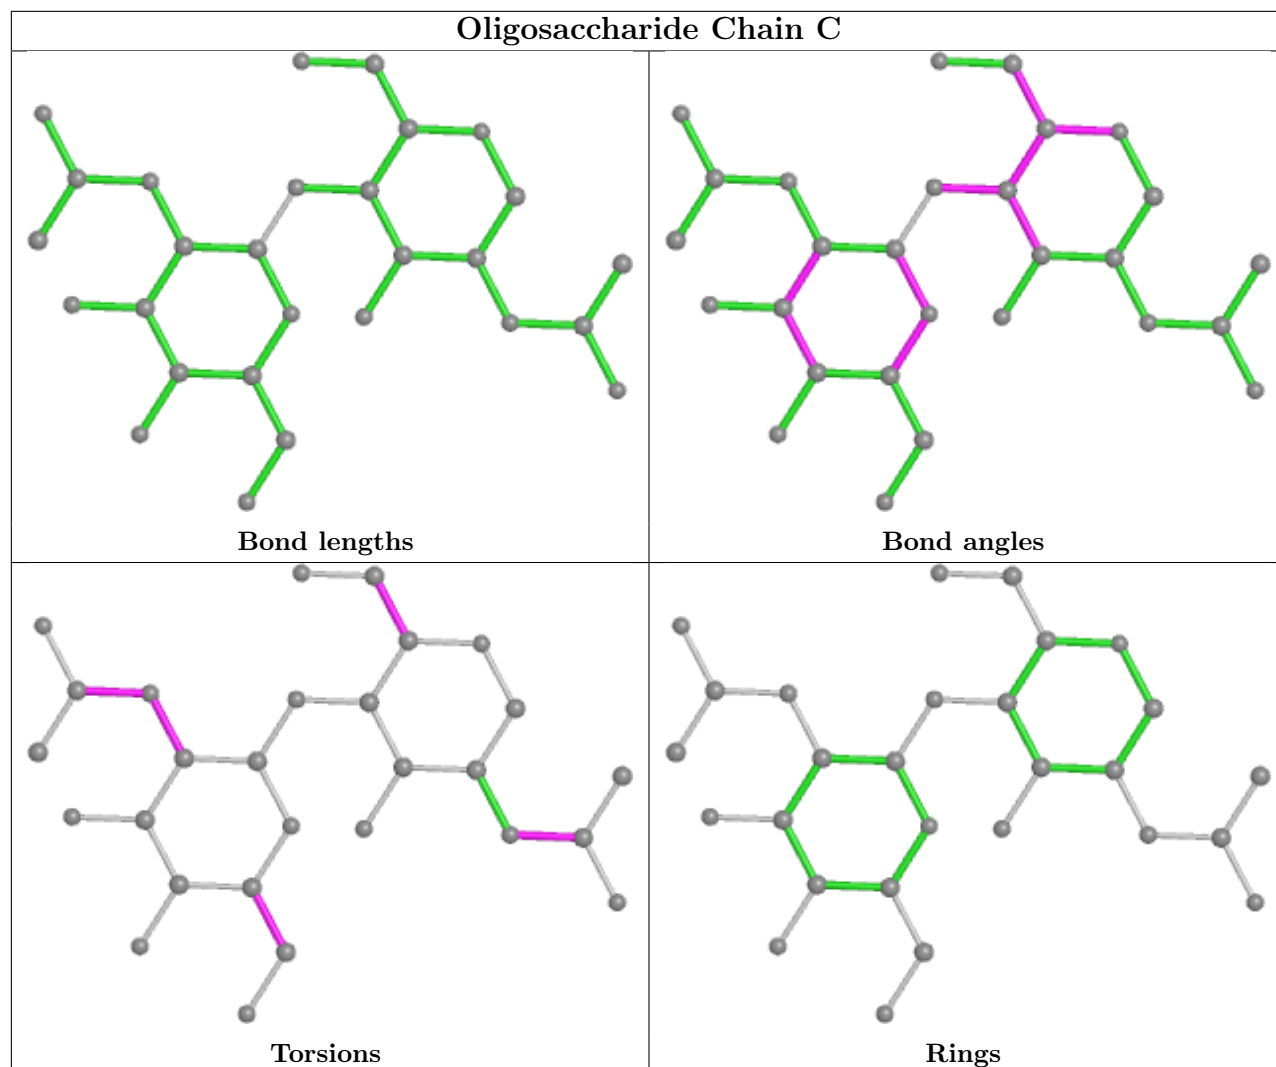 Oligosaccharide Chain C
Bond lengths
Bond angles
Torsions
Rings